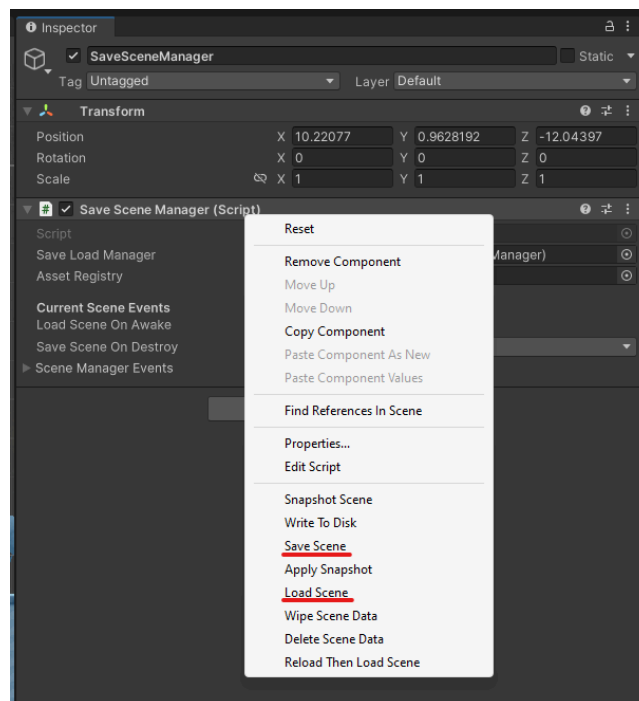 Inspector
SaveSceneManager Static
Tag Untagged Layer Default
Transform
Position X 10.22077 Y 0.9628192 Z -12.04397
Rotation X 0 Y 0 Z 0
Scale X 1 Y 1 Z 1
# Save Scene Manager (Script)
Script
Save Load Manager Manager)
Asset Registry
Current Scene Events
Load Scene On Awake
Save Scene On Destroy
Scene Manager Events
Reset
Remove Component
Move Up
Move Down
Copy Component
Paste Component As New
Paste Component Values
Find References In Scene
Properties...
Edit Script
Snapshot Scene
Write To Disk
Save Scene
Apply Snapshot
Load Scene
Wipe Scene Data
Delete Scene Data
Reload Then Load Scene